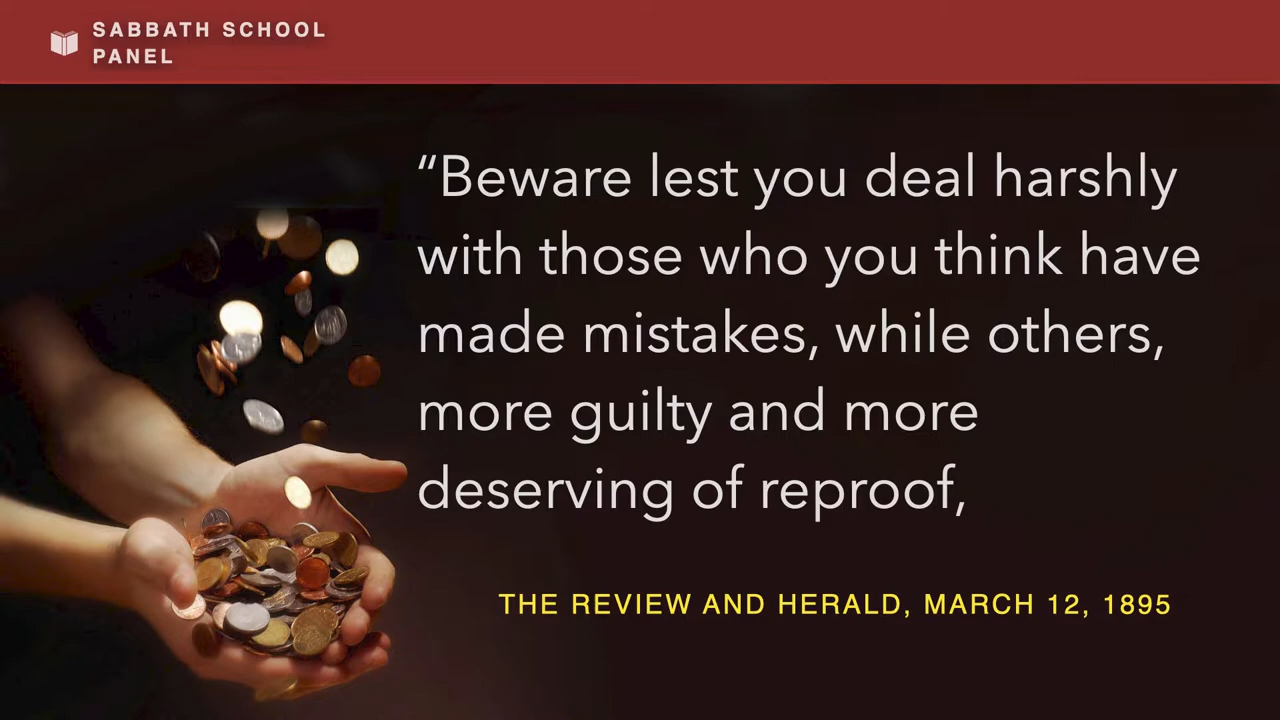 SABBATH SCHOOL
PANEL
“Beware lest you deal harshly
with those who you think have
made mistakes, while others,
more guilty and more
deserving of reproof,
THE REVIEW AND HERALD, MARCH 12, 1895